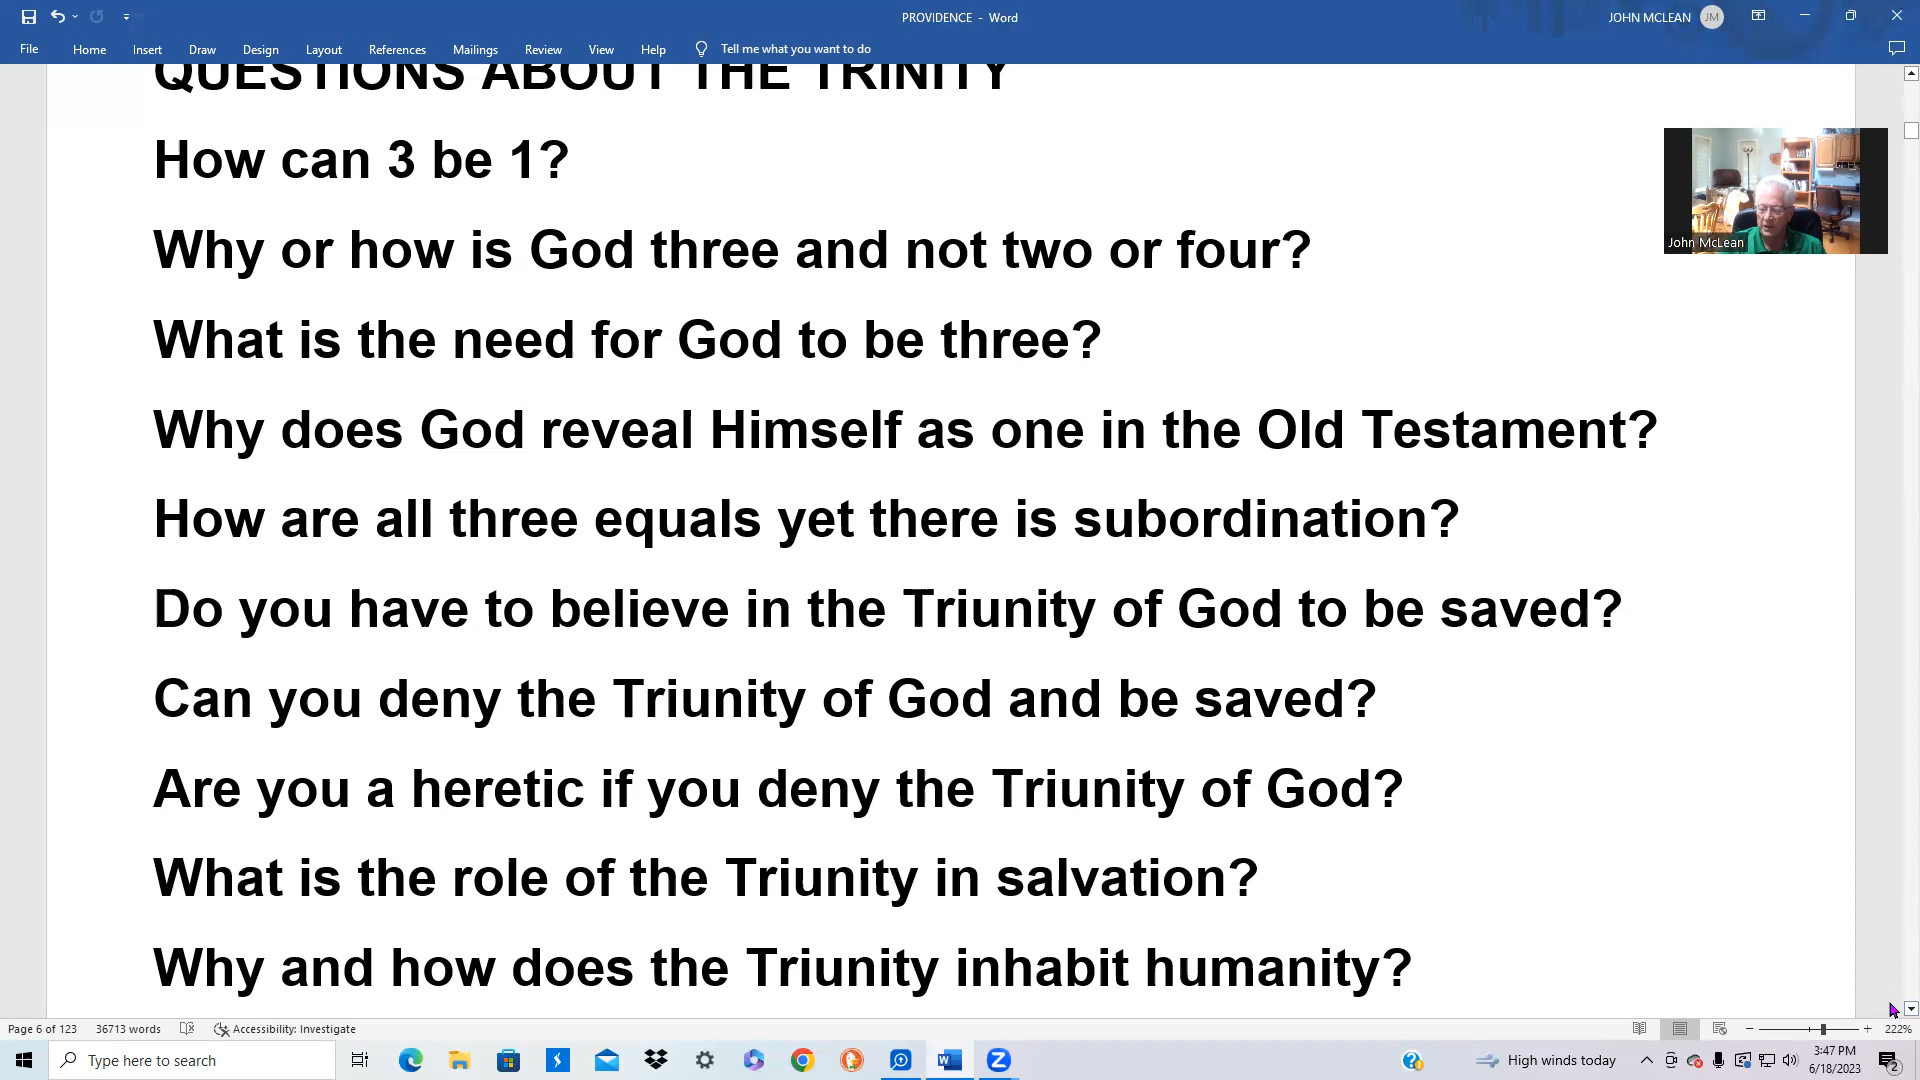 PROVIDENCE - Word
JOHN MCLEAN
JM
File
Home
Insert
Draw
Design
Layout
References
Mailings
Review
View
Help
Tell me what you want to do
QUESTIONS ABOUT THE TRINITY
How can 3 be 1?
Why or how is God three and not two or four?
What is the need for God to be three?
Why does God reveal Himself as one in the Old Testament?
How are all three equals yet there is subordination?
Do you have to believe in the Triunity of God to be saved?
Can you deny the Triunity of God and be saved?
Are you a heretic if you deny the Triunity of God?
What is the role of the Triunity in salvation?
Why and how does the Triunity inhabit humanity?
John McLean
Page 6 of 123
36713 words
Accessibility: Investigate
222%
Type here to search
High winds today
3:47 PM
6/18/2023
2